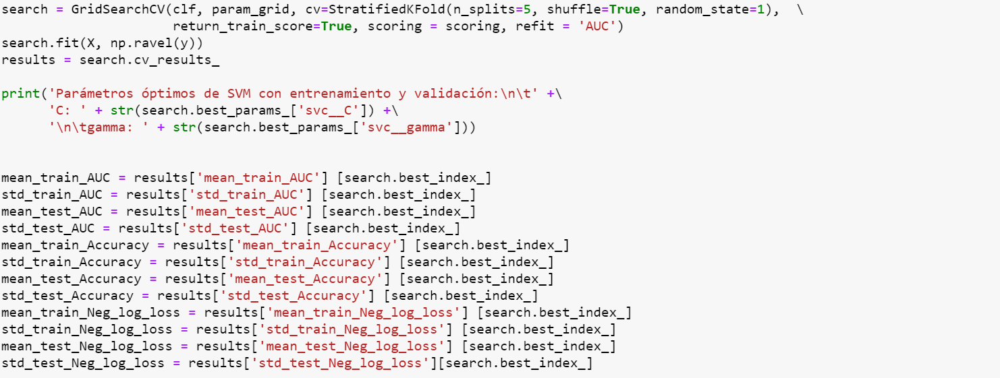 search = GridSearchCV(clf, param_grid, cv=StratifiedKFold(n_splits=5, shuffle=True, random_state=1),  \
                      return_train_score=True, scoring = scoring, refit = 'AUC')
search.fit(X, np.ravel(y))
results = search.cv_results_

print('Parámetros óptimos de SVM con entrenamiento y validación:\n\t' +\
      'C: ' + str(search.best_params_['svc__C']) +\
      '\n\tgamma: ' + str(search.best_params_['svc__gamma']))


mean_train_AUC = results['mean_train_AUC'] [search.best_index_]
std_train_AUC = results['std_train_AUC'] [search.best_index_]
mean_test_AUC = results['mean_test_AUC'] [search.best_index_]
std_test_AUC = results['std_test_AUC'] [search.best_index_]
mean_train_Accuracy = results['mean_train_Accuracy'] [search.best_index_]
std_train_Accuracy = results['std_train_Accuracy'] [search.best_index_]
mean_test_Accuracy = results['mean_test_Accuracy'] [search.best_index_]
std_test_Accuracy = results['std_test_Accuracy'] [search.best_index_]
mean_train_Neg_log_loss = results['mean_train_Neg_log_loss'] [search.best_index_]
std_train_Neg_log_loss = results['std_train_Neg_log_loss'] [search.best_index_]
mean_test_Neg_log_loss = results['mean_test_Neg_log_loss'] [search.best_index_]
std_test_Neg_log_loss = results['std_test_Neg_log_loss'][search.best_index_]